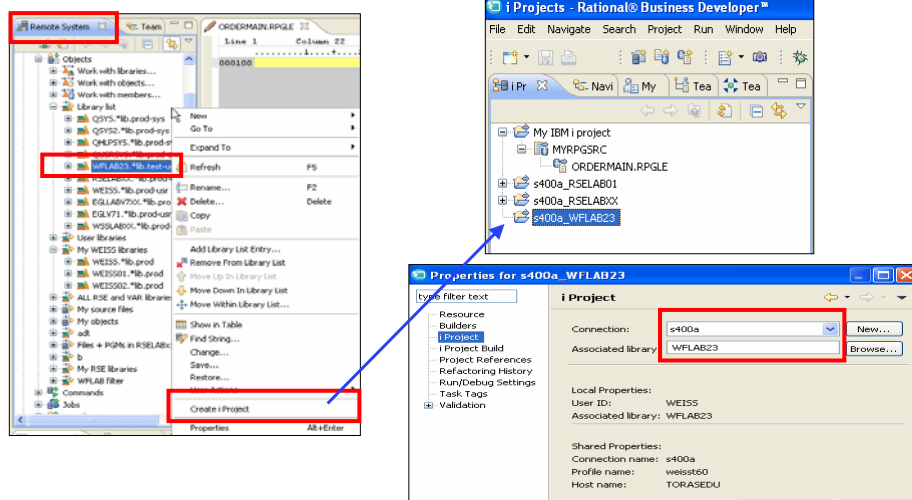 Remote System
Team
ORDERMAIN.RPGLE
Line 1 Column 22
000100
Objects
Work with libraries...
Work with objects...
Work with members...
Library list
QSYS.*lib.prod-sys
QSYS2.*lib.prod-sys
QHLPSYS.*lib.prod-s
WFLAB23.*lib.test-u
WEISS.*lib.prod-usr
EGLLABV7XX.*lib.pro
EGLV71.*lib.prod-usr
WSSLABXX.*lib.prod-
User libraries
My WEISS libraries
WEISS.*lib.prod
WEISS01.*lib.prod
WEISS02.*lib.prod
ALL RSE and VAR librarie
My source files
My objects
adt
Files + PGMs in RSELABx
b
My RSE libraries
WFLAB filter
Commands
Jobs
New
Go To
Expand To
Refresh F5
Rename... F2
Delete... Delete
Copy
Paste
Add Library List Entry...
Remove From Library List
Move Up In Library List
Move Down In Library List
Move Within Library List...
Show in Table
Find String...
Change...
Save...
Restore...
Create i Project
Properties Alt+Enter
i Projects - Rational® Business Developer™
File Edit Navigate Search Project Run Window Help
i Pr Navi My Tea Tea
My IBM i project
MYRPGSRC
ORDERMAIN.RPGLE
s400a_RSELAB01
s400a_RSELABXX
s400a_WFLAB23
Properties for s400a_WFLAB23
type filter text
Resource
Builders
i Project
i Project Build
Project References
Refactoring History
Run/Debug Settings
Task Tags
Validation
i Project
Connection: s400a New...
Associated library WFLAB23 Browse...
Local Properties:
User ID: WEISS
Associated library: WFLAB23
Shared Properties:
Connection name: s400a
Profile name: weisst60
Host name: TORASEDU